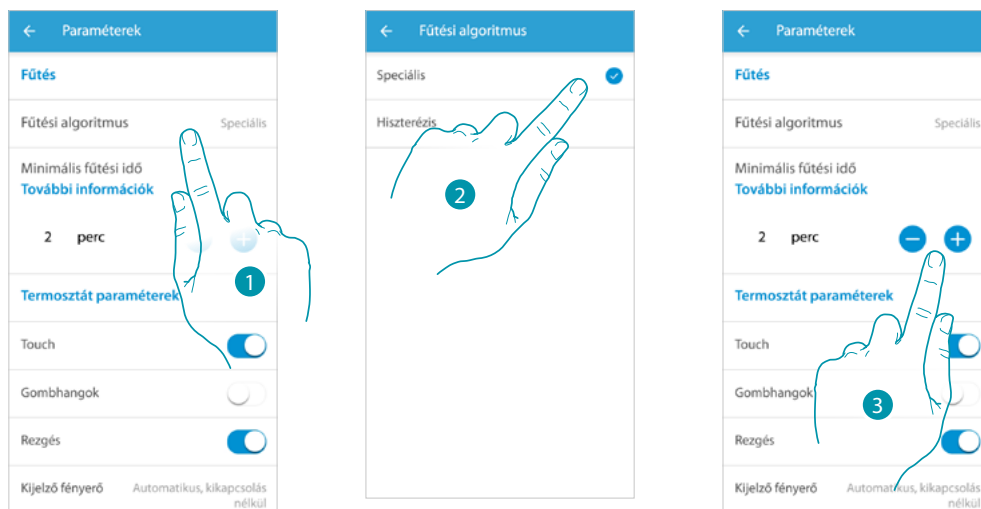 Paraméterek
Fűtés
Fűtési algoritmus Speciális
Minimális fűtési idő
További információk
2 perc
1
Termosztát paraméterek
Touch
Gombhangok
Rezgés
Kijelző fényerő Automatikus, kikapcsolás
nélkül
Fűtési algoritmus
Speciális
Hiszterézis
2
Paraméterek
Fűtés
Fűtési algoritmus Speciális
Minimális fűtési idő
További információk
2 perc
Termosztát paraméterek
Touch
Gombhangok
3
Rezgés
Kijelző fényerő Automatikus, kikapcsolás
nélkül